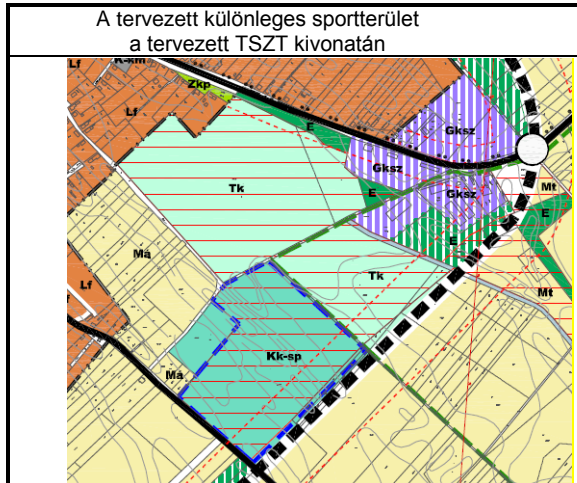 A tervezett különleges sportterület
a tervezett TSZT kivonatán
Lf
K-km
Zkp
Lf
E
Gksz
Gksz
Tk
E
Gksz
Mt
E
Má
E
Lf
Tk
Mt
f
Kk-sp
Má